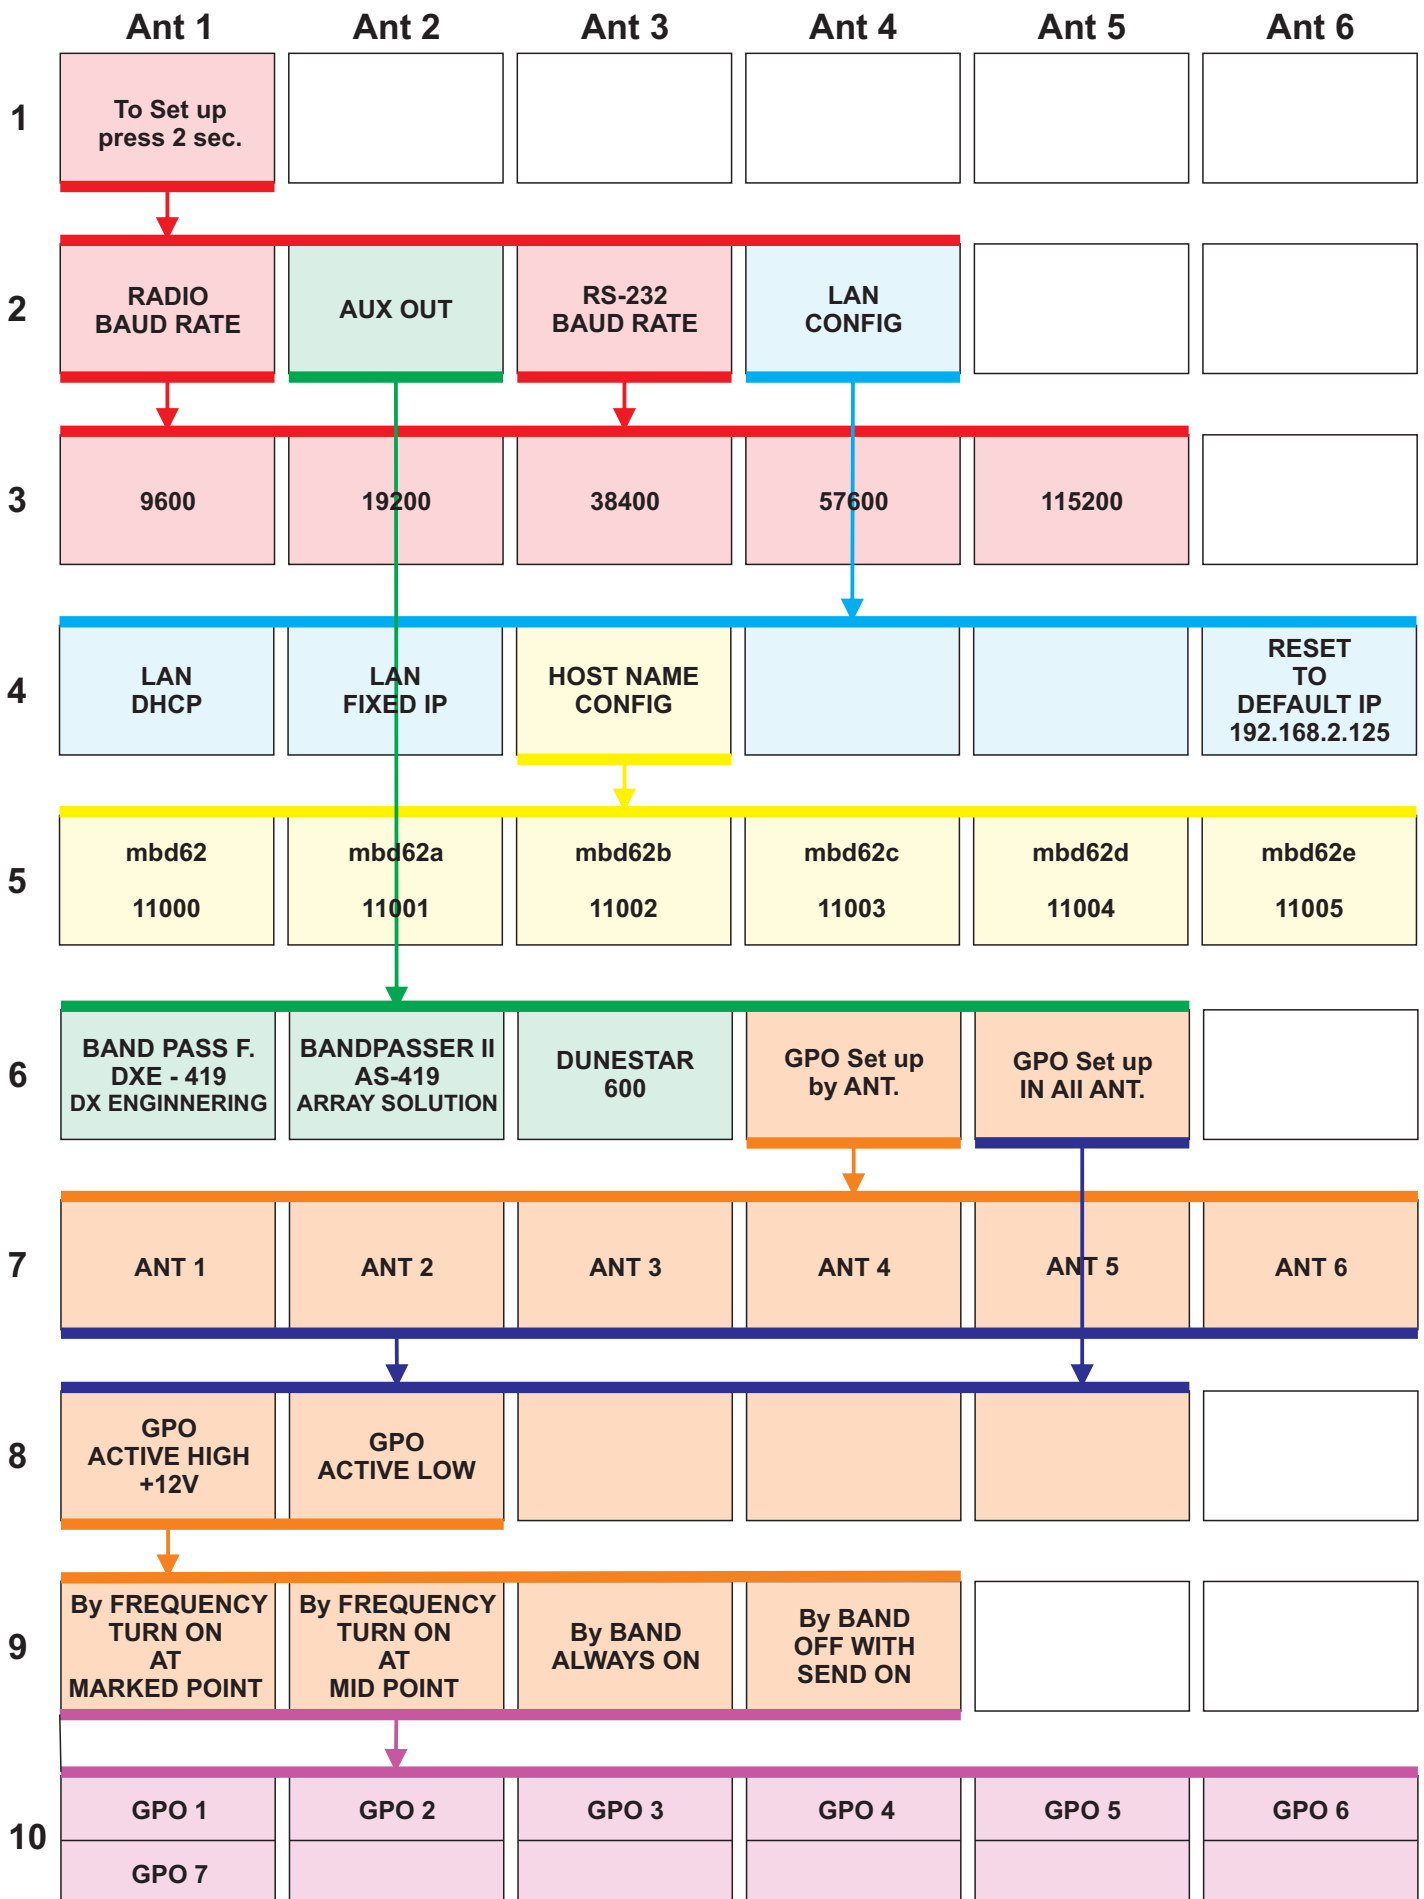 Ant 1 Ant 2 Ant 3 Ant 4 Ant 5 Ant 6
1
To Set up
press 2 sec.
2
RADIO
BAUD RATE
AUX OUT
RS-232
BAUD RATE
LAN
CONFIG
3
9600
19200
38400
57600
115200
4
LAN
DHCP
LAN
FIXED IP
HOST NAME
CONFIG
RESET
TO
DEFAULT IP
192.168.2.125
5
mbd62
11000
mbd62a
11001
mbd62b
11002
mbd62c
11003
mbd62d
11004
mbd62e
11005
6
BAND PASS F.
DXE - 419
DX ENGINNERING
BANDPASSER II
AS-419
ARRAY SOLUTION
DUNESTAR
600
GPO Set up
by ANT.
GPO Set up
IN All ANT.
7
ANT 1
ANT 2
ANT 3
ANT 4
ANT 5
ANT 6
8
GPO
ACTIVE HIGH
+12V
GPO
ACTIVE LOW
9
By FREQUENCY
TURN ON
AT
MARKED POINT
By FREQUENCY
TURN ON
AT
MID POINT
By BAND
ALWAYS ON
By BAND
OFF WITH
SEND ON
10
GPO 1
GPO 2
GPO 3
GPO 4
GPO 5
GPO 6
GPO 7